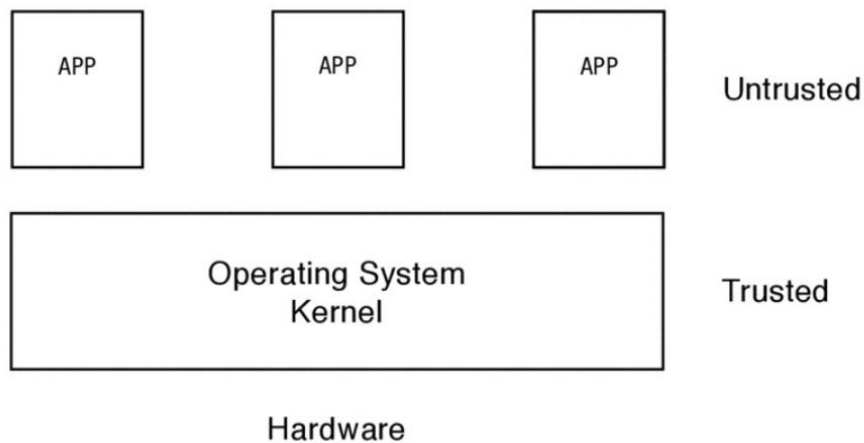 APP APP APP Untrusted
Operating System
Kernel
Trusted
Hardware